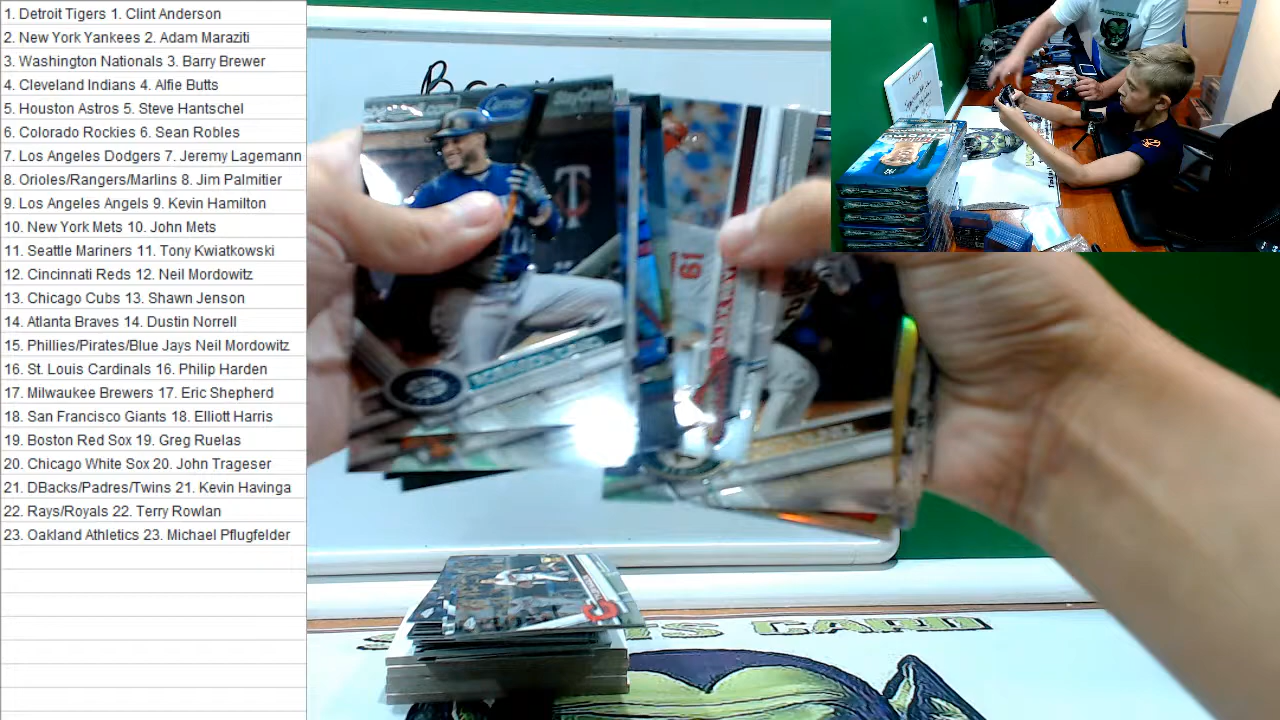 1. Detroit Tigers 1. Clint Anderson
2. New York Yankees 2. Adam Maraziti
3. Washington Nationals 3. Barry Brewer
4. Cleveland Indians 4. Alfie Butts
5. Houston Astros 5. Steve Hantschel
6. Colorado Rockies 6. Sean Robles
7. Los Angeles Dodgers 7. Jeremy Lagemann
8. Orioles/Rangers/Marlins 8. Jim Palmitier
9. Los Angeles Angels 9. Kevin Hamilton
10. New York Mets 10. John Mets
11. Seattle Mariners 11. Tony Kwiatkowski
12. Cincinnati Reds 12. Neil Mordowitz
13. Chicago Cubs 13. Shawn Jenson
14. Atlanta Braves 14. Dustin Norrell
15. Phillies/Pirates/Blue Jays Neil Mordowitz
16. St. Louis Cardinals 16. Philip Harden
17. Milwaukee Brewers 17. Eric Shepherd
18. San Francisco Giants 18. Elliott Harris
19. Boston Red Sox 19. Greg Ruelas
20. Chicago White Sox 20. John Trageser
21. DBacks/Padres/Twins 21. Kevin Havinga
22. Rays/Royals 22. Terry Rowlan
23. Oakland Athletics 23. Michael Pflugfelder
61
CARD